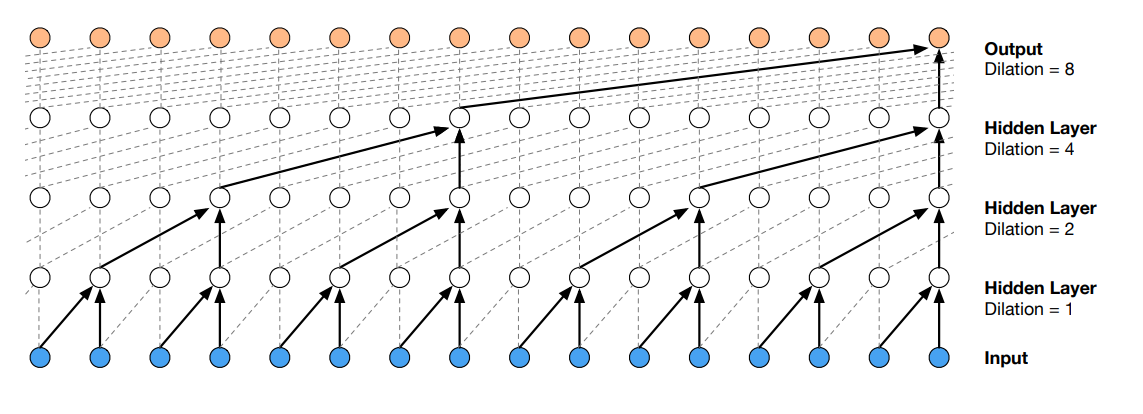 Output
Dilation = 8
Hidden Layer
Dilation = 4
Hidden Layer
Dilation = 2
Hidden Layer
Dilation = 1
Input